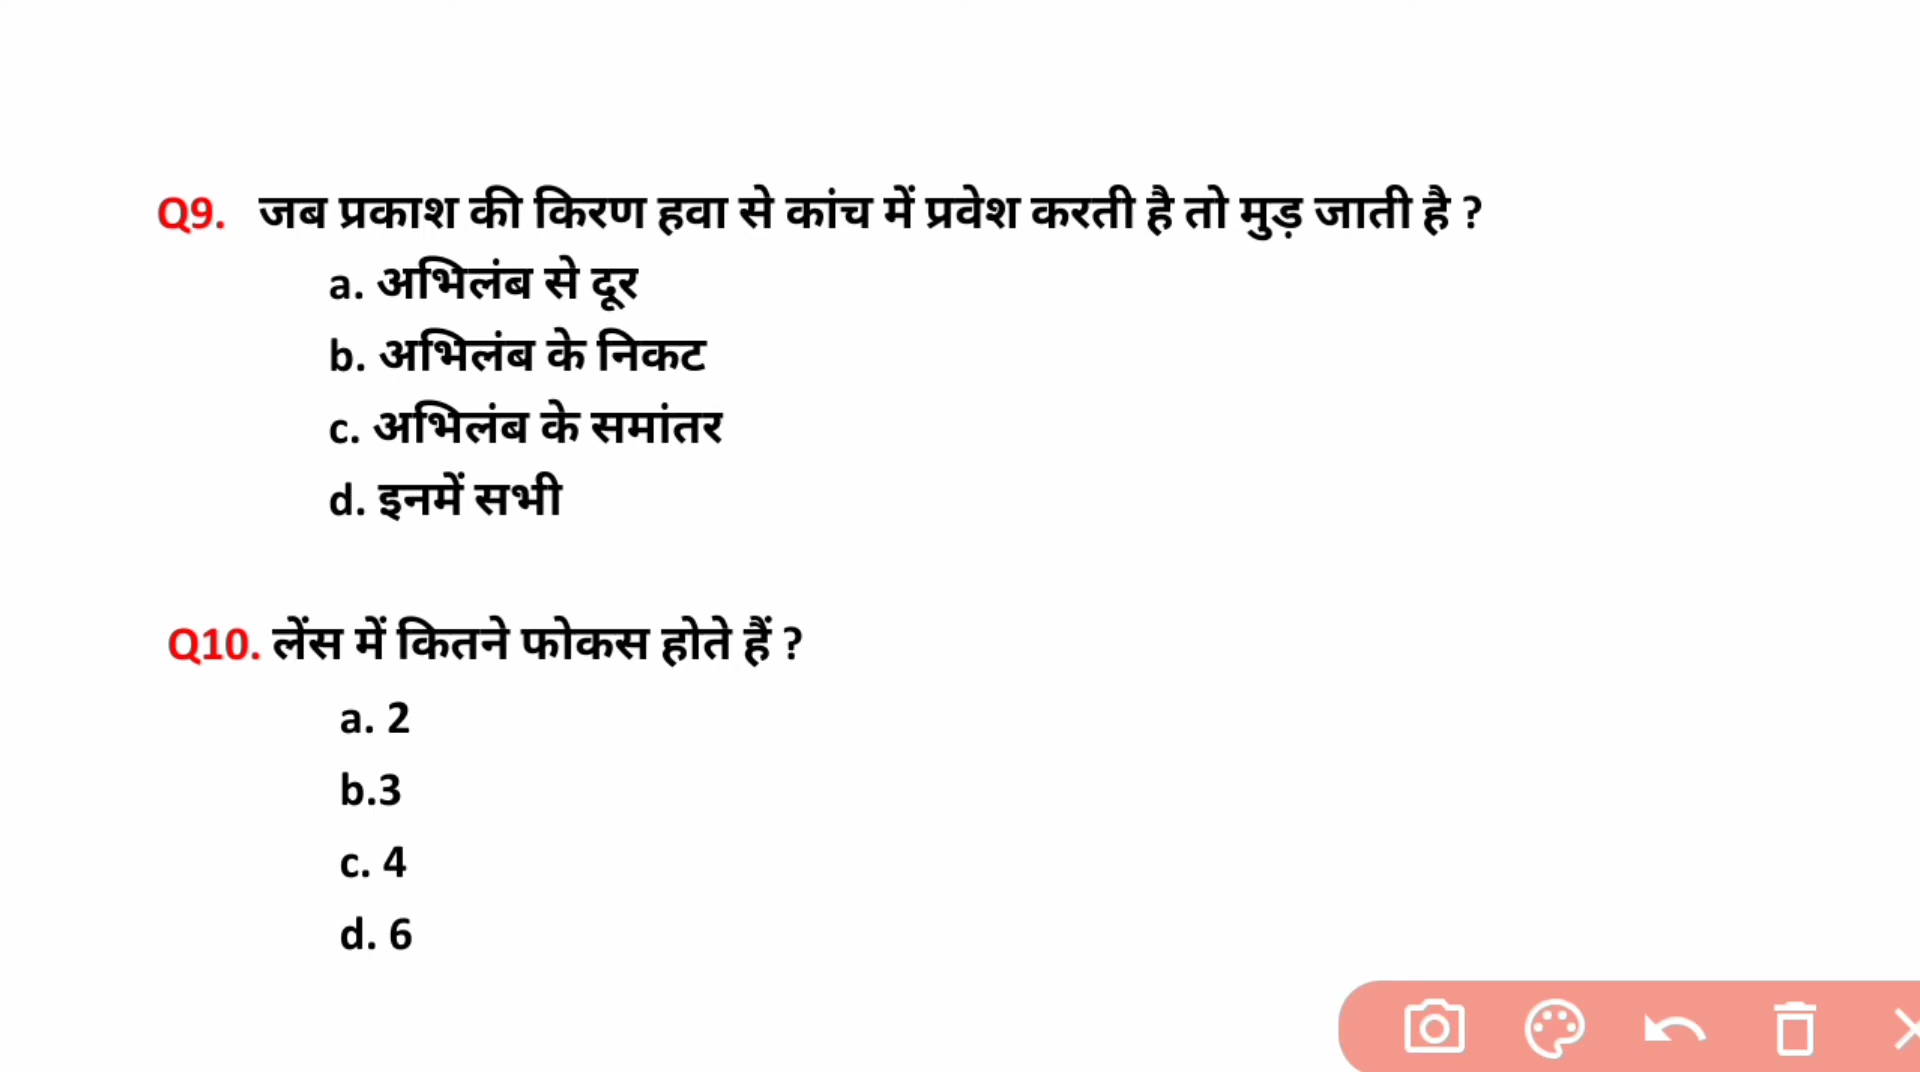 Q9. जब प्रकाश की किरण हवा से कांच में प्रवेश करती है तो मुड़ जाती है ?
a. अभिलंब से दूर
b. अभिलंब के निकट
c. अभिलंब के समांतर
d. इनमें सभी
Q10. लेंस में कितने फोकस होते हैं ?
a. 2
b.3
c. 4
d. 6